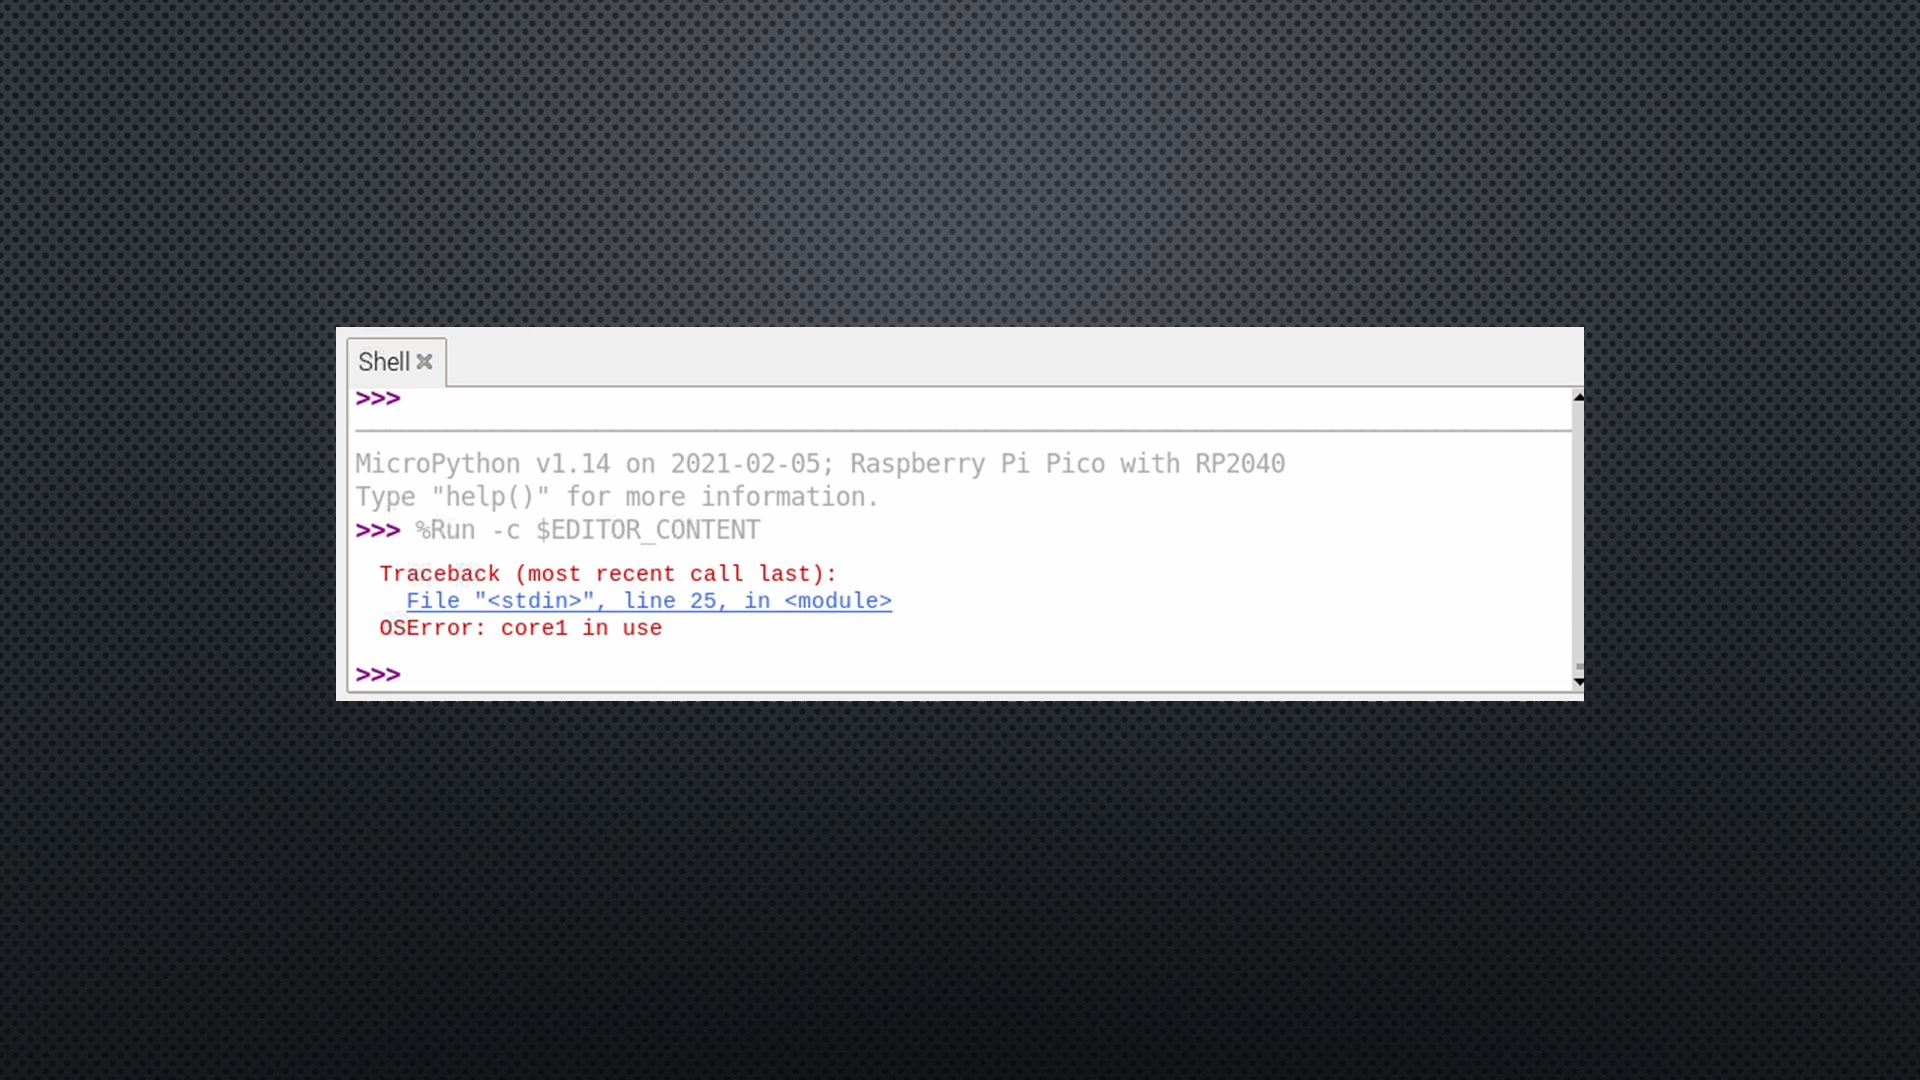 Shell
>>>
MicroPython v1.14 on 2021-02-05; Raspberry Pi Pico with RP2040
Type "help()" for more information.
>>> %Run -c $EDITOR_CONTENT
Traceback (most recent call last):
File "<stdin>", line 25, in <module>
OSError: core1 in use
>>>